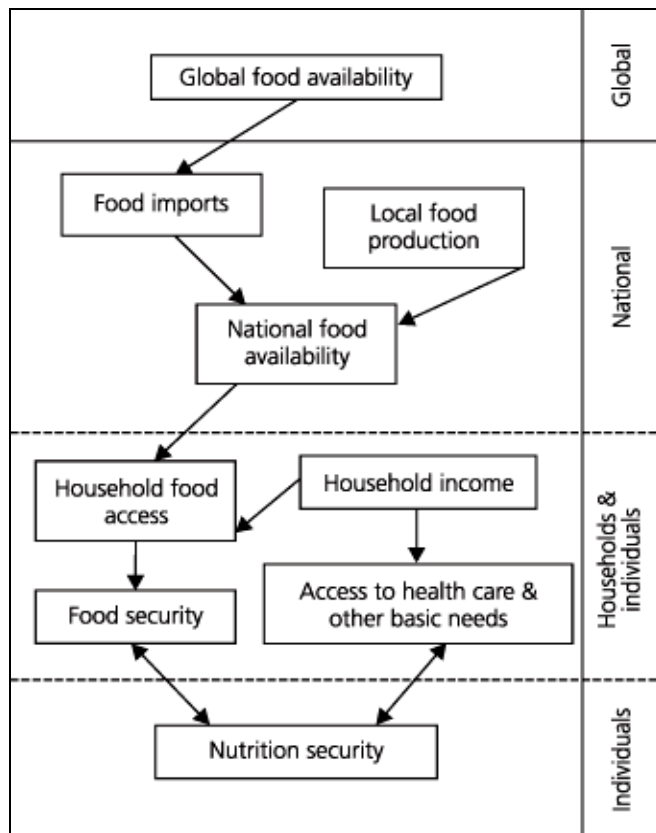 Global food availability
Global
Food imports
Local food
production
National food
availability
National
Household food
access
Household income
Food security
Access to health care &
other basic needs
Households &
individuals
Nutrition security
Individuals